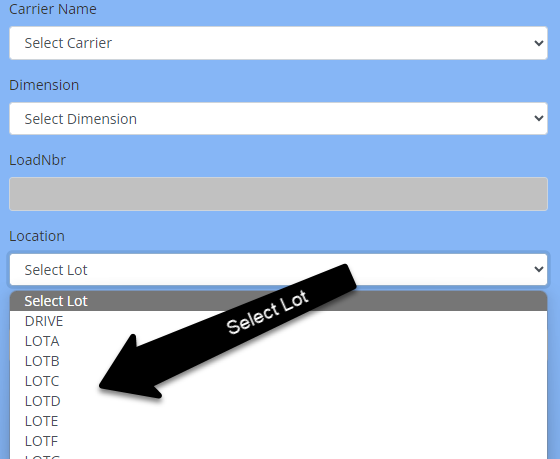 Carrier Name
Select Carrier
Dimension
Select Dimension
LoadNbr
Location
Select Lot
Select Lot
DRIVE
LOTA
LOTB
LOTC
LOTD
LOTE
LOTF
Select Lot